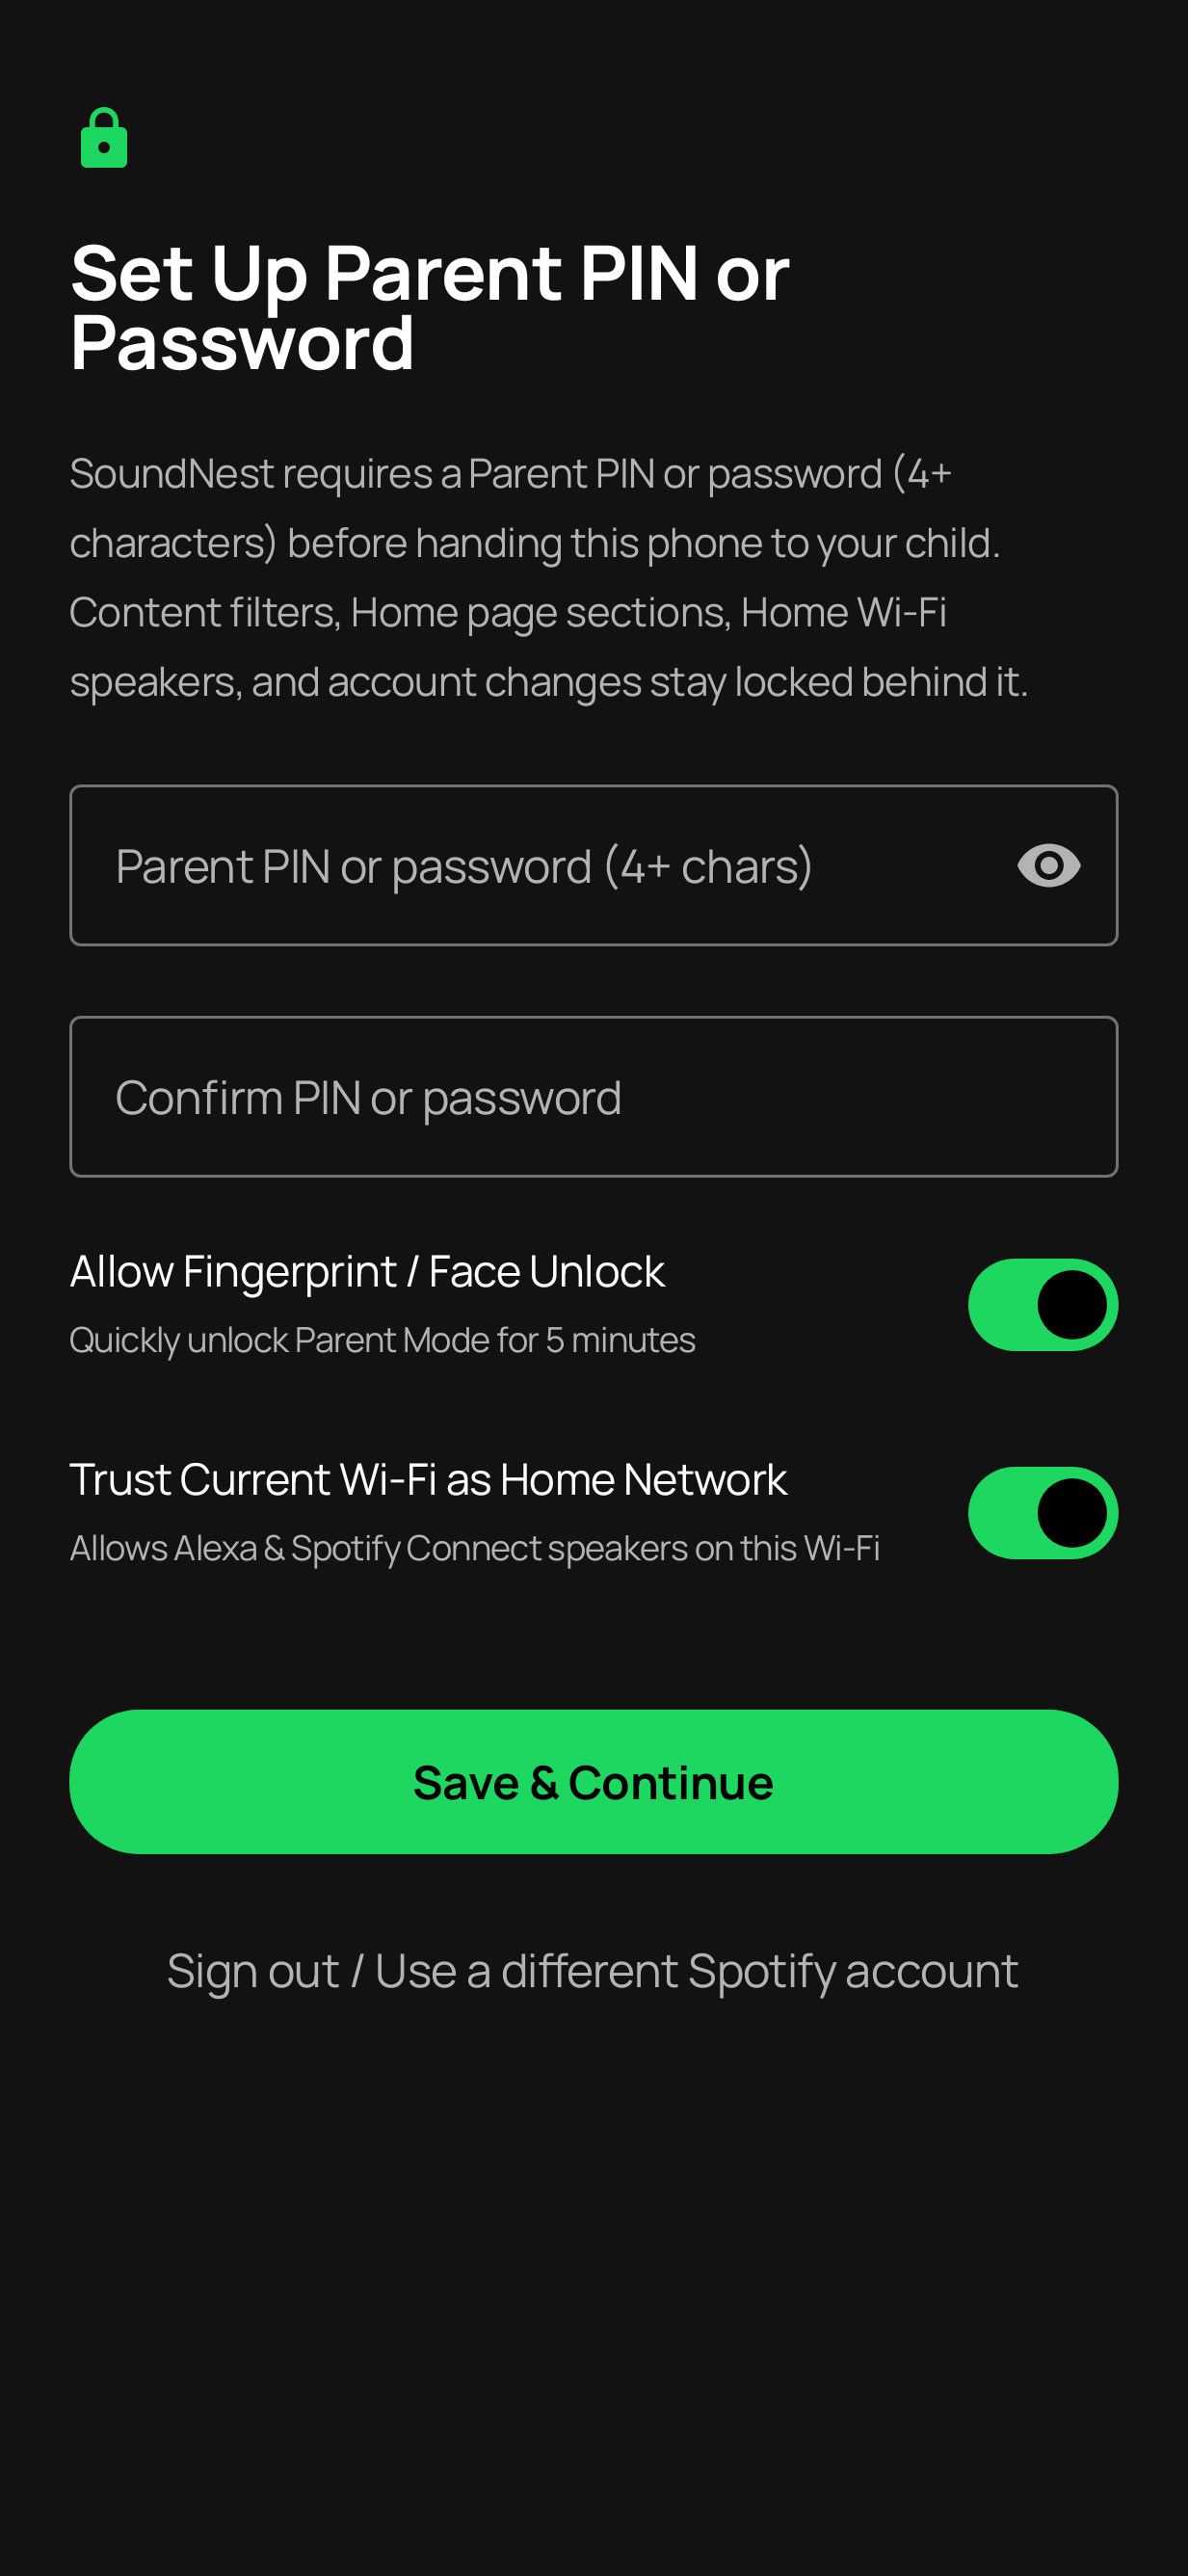 Set Up Parent PIN or
Password
SoundNest requires a Parent PIN or password (4+
characters) before handing this phone to your child.
Content filters, Home page sections, Home Wi-Fi
speakers, and account changes stay locked behind it.
Parent PIN or password (4+ chars)
Confirm PIN or password
Allow Fingerprint / Face Unlock
Quickly unlock Parent Mode for 5 minutes
Trust Current Wi-Fi as Home Network
Allows Alexa & Spotify Connect speakers on this Wi-Fi
Save & Continue
Sign out / Use a different Spotify account